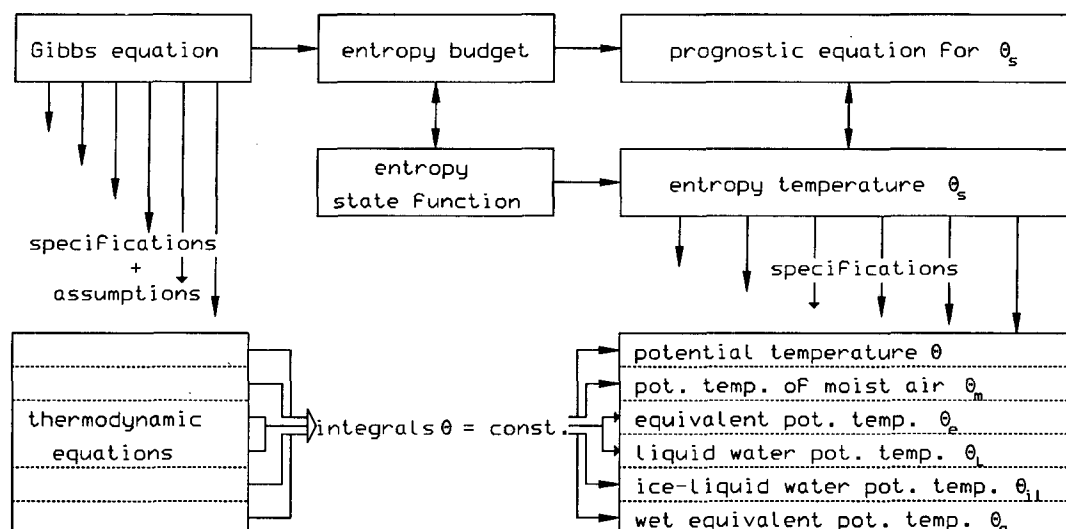 Gibbs equation
entropy budget
prognostic equation for θs
entropy
state function
entropy temperature θs
specifications
+
assumptions
specifications
thermodynamic
equations
integrals θ = const.
potential temperature θ
pot. temp. of moist air θm
equivalent pot. temp. θe
liquid water pot. temp. θL
ice-liquid water pot. temp. θil
wet equivalent pot. temp.